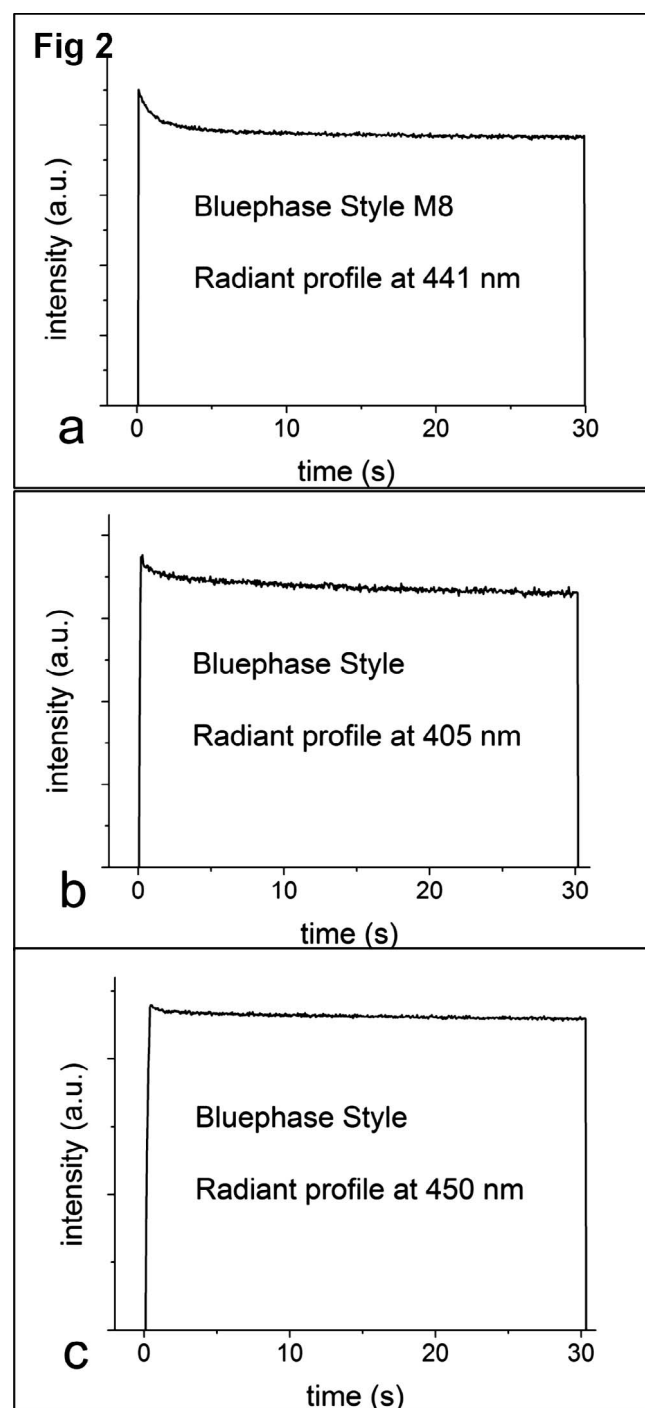 Fig 2
intensity (a.u.)
Bluephase Style M8
Radiant profile at 441 nm
a
0 10 20 30
time (s)
intensity (a.u.)
Bluephase Style
Radiant profile at 405 nm
b
0 10 20 30
time (s)
intensity (a.u.)
Bluephase Style
Radiant profile at 450 nm
c
0 10 20 30
time (s)